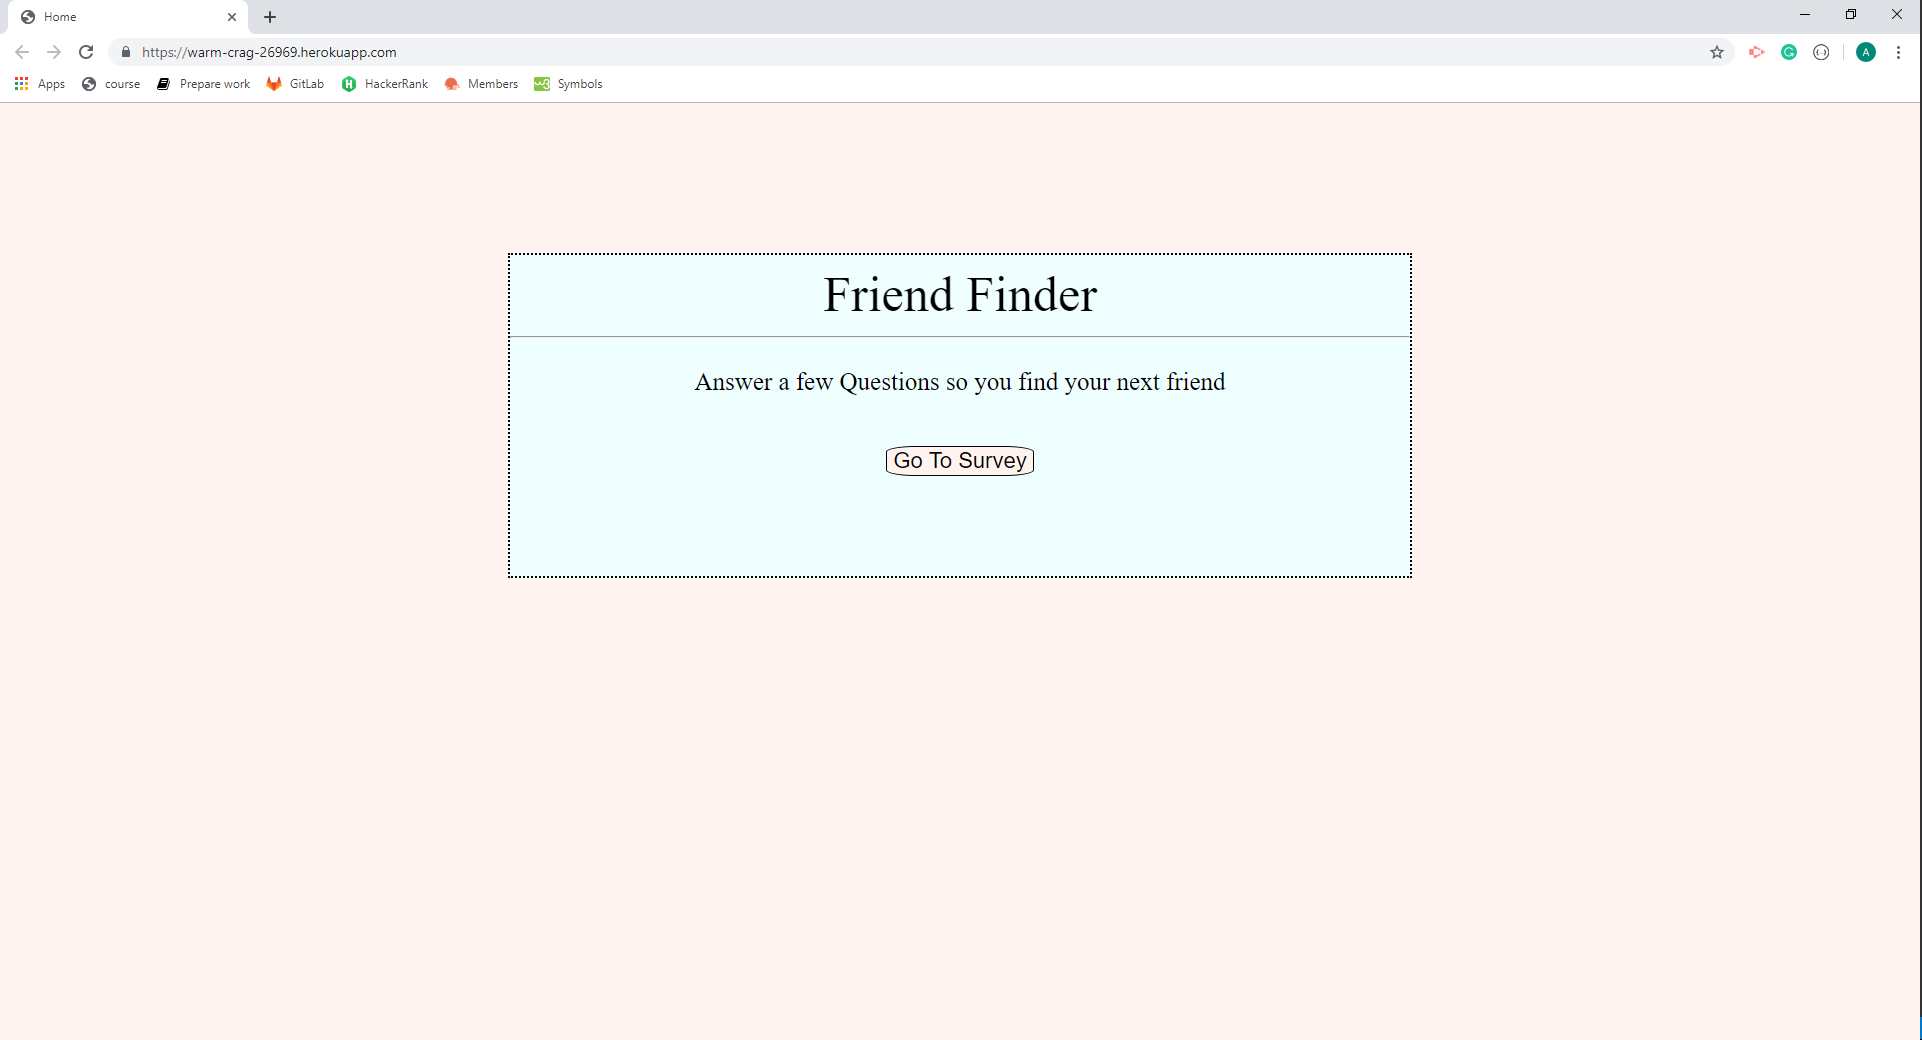 Home
https://warm-crag-26969.herokuapp.com
A
Apps course Prepare work GitLab HackerRank Members Symbols
Friend Finder
Answer a few Questions so you find your next friend
Go To Survey